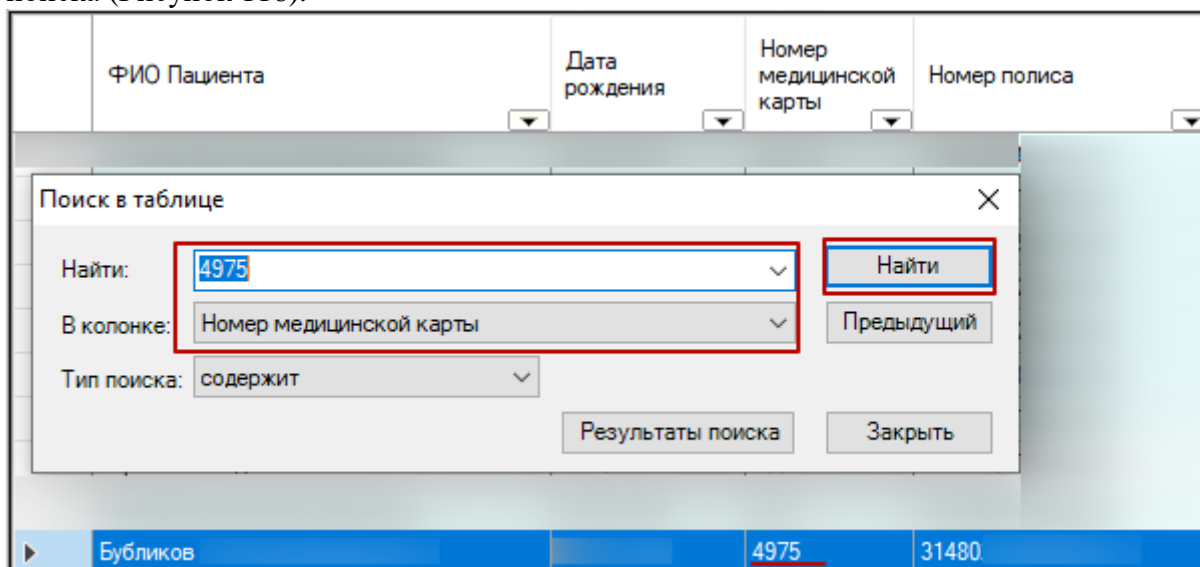 ФИО Пациента
Дата
рождения
Номер
медицинской
карты
Номер полиса
Поиск в таблице
Найти: 4975 Найти
В колонке: Номер медицинской карты Предыдущий
Тип поиска: содержит
Результаты поиска Закрыть
Бубликов 4975 31480